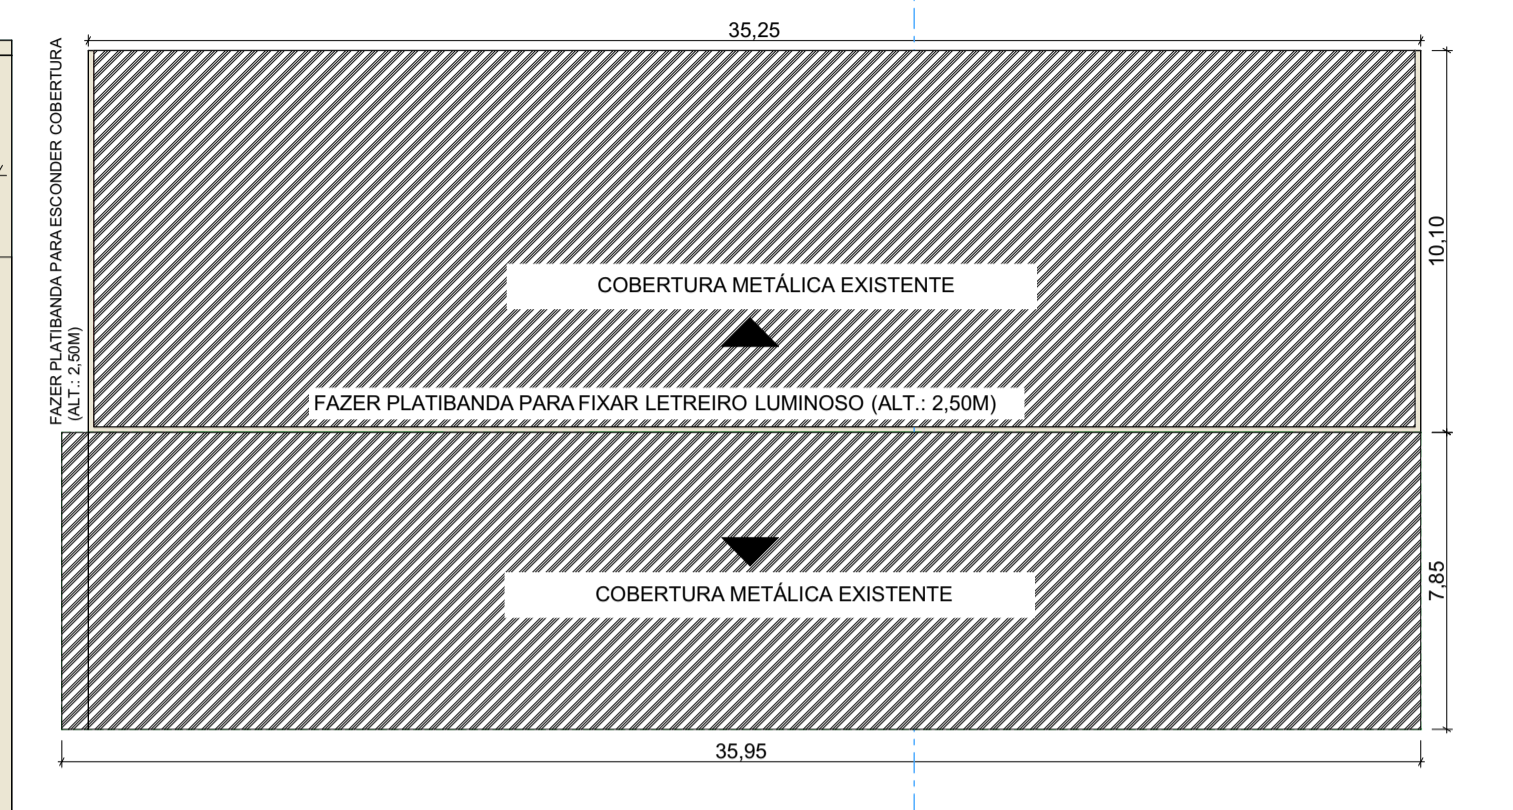 35,25
FAZER PLATIBANDA PARA ESCONDER COBERTURA
(ALT.: 2,50M)
10,10
COBERTURA METÁLICA EXISTENTE
FAZER PLATIBANDA PARA FIXAR LETREIRO LUMINOSO (ALT.: 2,50M)
COBERTURA METÁLICA EXISTENTE
7,85
35,95